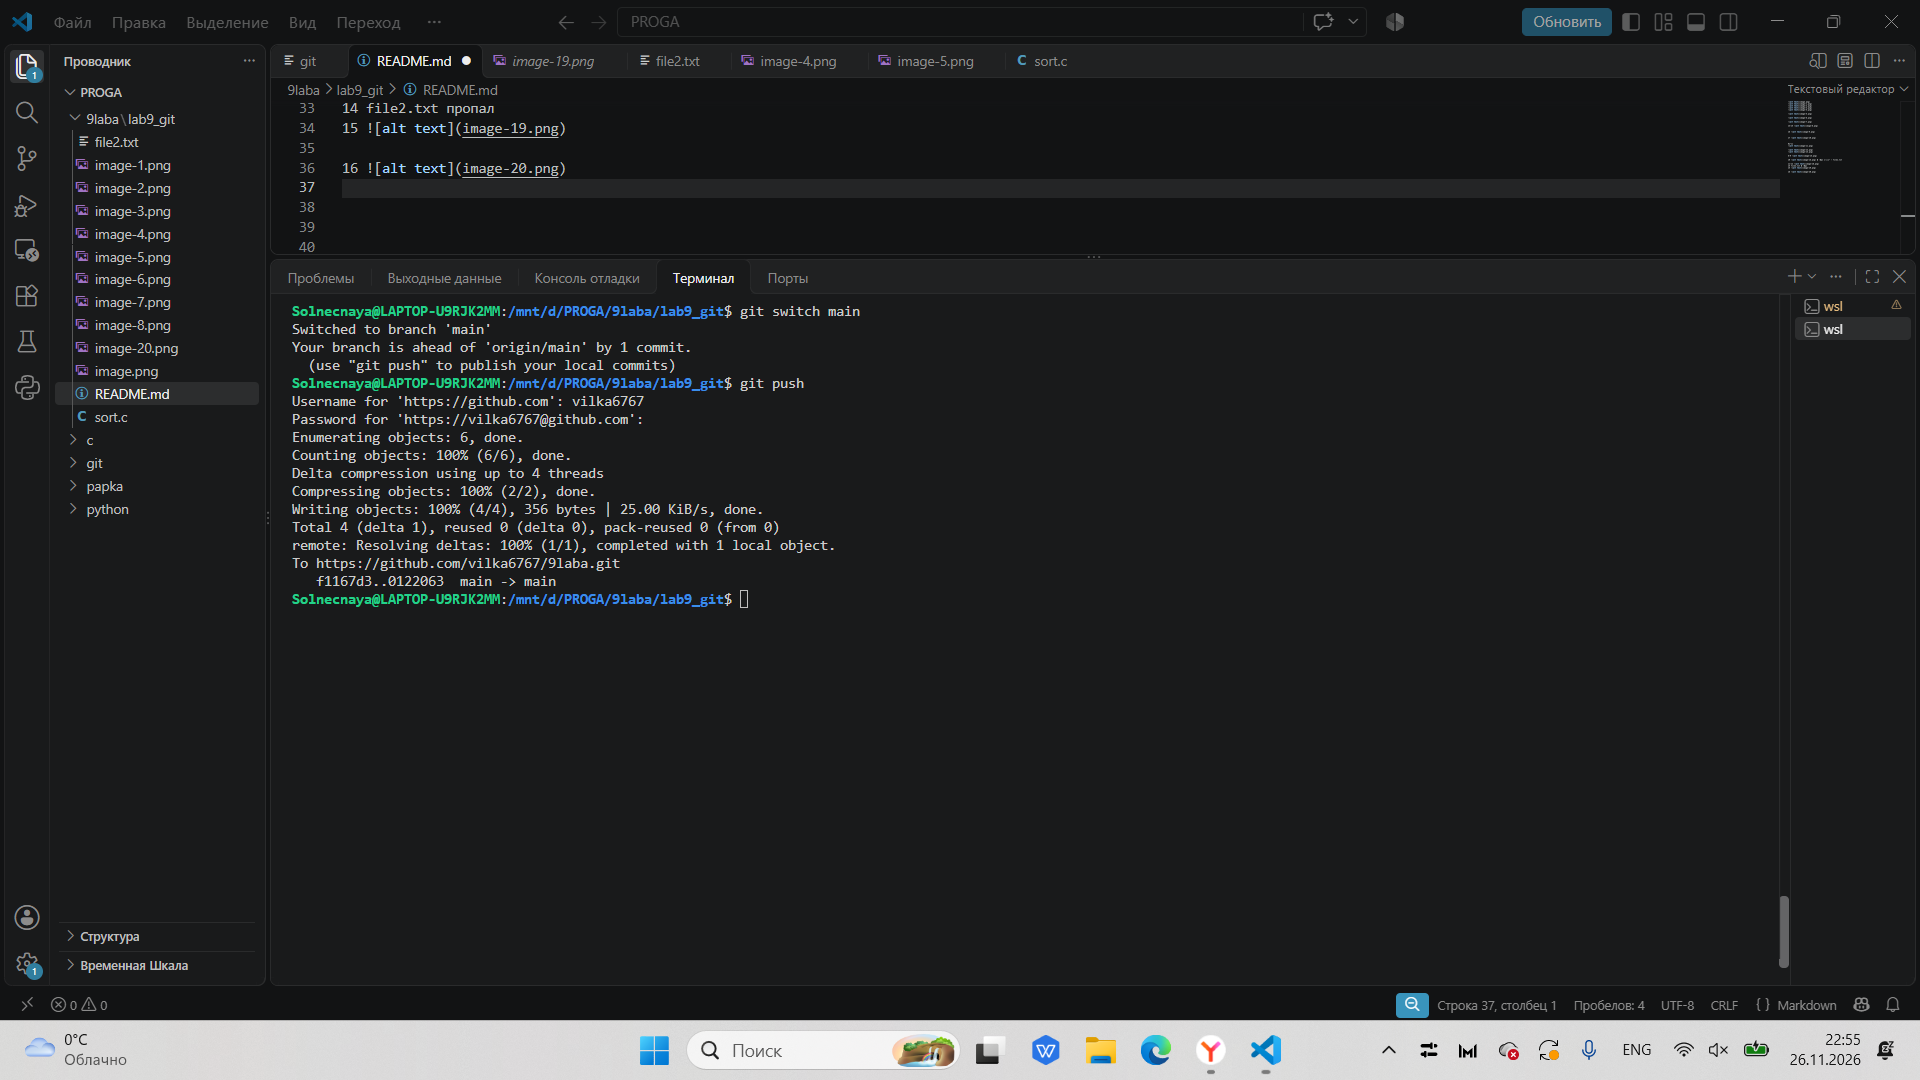 Файл Правка Выделение Вид Переход ··· PROGA Обновить
Проводник ···
PROGA
9laba\lab9_git
file2.txt
image-1.png
image-2.png
image-3.png
image-4.png
image-5.png
image-6.png
image-7.png
image-8.png
image-20.png
image.png
README.md
sort.c
c
git
papka
python
Структура
Временная Шкала
1
1
git README.md image-19.png file2.txt image-4.png image-5.png sort.c
9laba > lab9_git > README.md
Текстовый редактор
33 14 file2.txt пропал
34 15 ![alt text](image-19.png)
35
36 16 ![alt text](image-20.png)
37
38
39
40
Проблемы Выходные данные Консоль отладки Терминал Порты
wsl
wsl
Solnecnaya@LAPTOP-U9RJK2MM:/mnt/d/PROGA/9laba/lab9_git$ git switch main
Switched to branch 'main'
Your branch is ahead of 'origin/main' by 1 commit.
(use "git push" to publish your local commits)
Solnecnaya@LAPTOP-U9RJK2MM:/mnt/d/PROGA/9laba/lab9_git$ git push
Username for 'https://github.com': vilka6767
Password for 'https://vilka6767@github.com':
Enumerating objects: 6, done.
Counting objects: 100% (6/6), done.
Delta compression using up to 4 threads
Compressing objects: 100% (2/2), done.
Writing objects: 100% (4/4), 356 bytes | 25.00 KiB/s, done.
Total 4 (delta 1), reused 0 (delta 0), pack-reused 0 (from 0)
remote: Resolving deltas: 100% (1/1), completed with 1 local object.
To https://github.com/vilka6767/9laba.git
f1167d3..0122063 main -> main
Solnecnaya@LAPTOP-U9RJK2MM:/mnt/d/PROGA/9laba/lab9_git$
0 0 Строка 37, столбец 1 Пробелов: 4 UTF-8 CRLF {} Markdown
0°C
Облачно
Поиск
ENG
22:55
26.11.2026